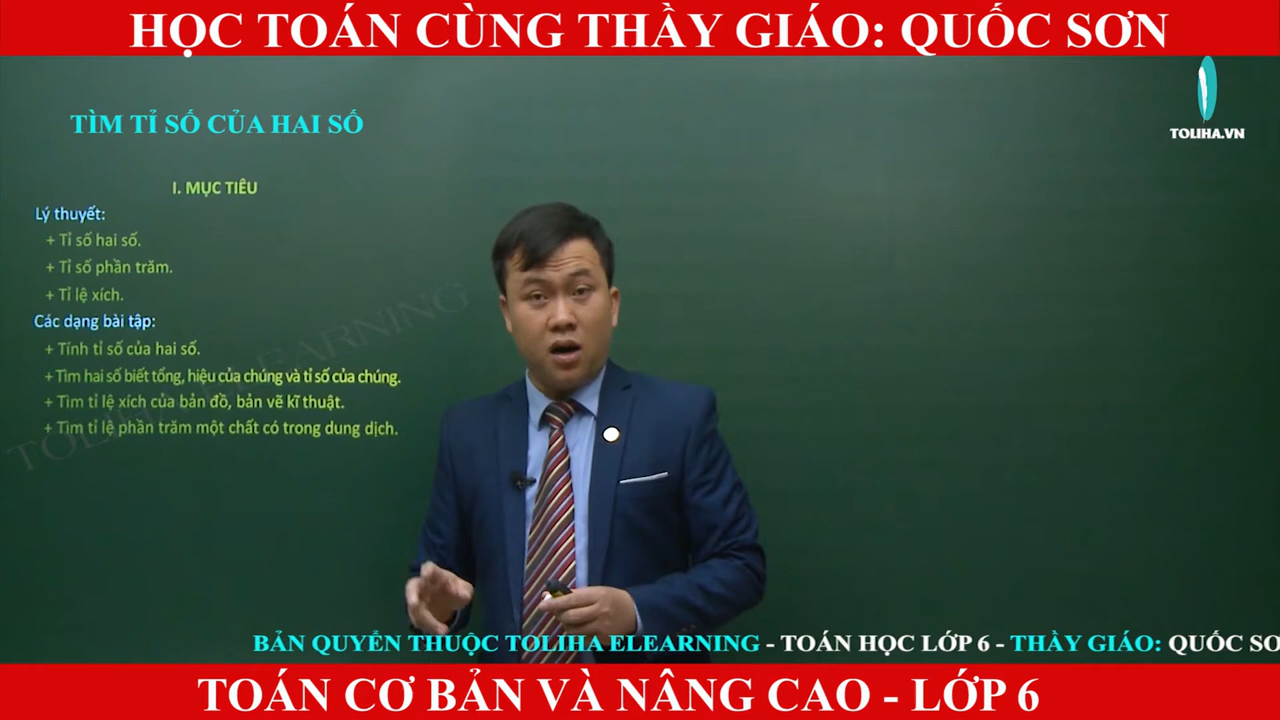 HỌC TOÁN CÙNG THẦY GIÁO: QUỐC SƠN
TOLIHA.VN
TÌM TỈ SỐ CỦA HAI SỐ
I. MỤC TIÊU
Lý thuyết:
+ Tỉ số hai số.
+ Tỉ số phần trăm.
+ Tỉ lệ xích.
Các dạng bài tập:
+ Tính tỉ số của hai số.
+ Tìm hai số biết tổng, hiệu của chúng và tỉ số của chúng.
+ Tìm tỉ lệ xích của bản đồ, bản vẽ kĩ thuật.
+ Tìm tỉ lệ phần trăm một chất có trong dung dịch.
TOLIHA ELEARNING
BẢN QUYỀN THUỘC TOLIHA ELEARNING - TOÁN HỌC LỚP 6 - THẦY GIÁO: QUỐC SƠ
TOÁN CƠ BẢN VÀ NÂNG CAO - LỚP 6